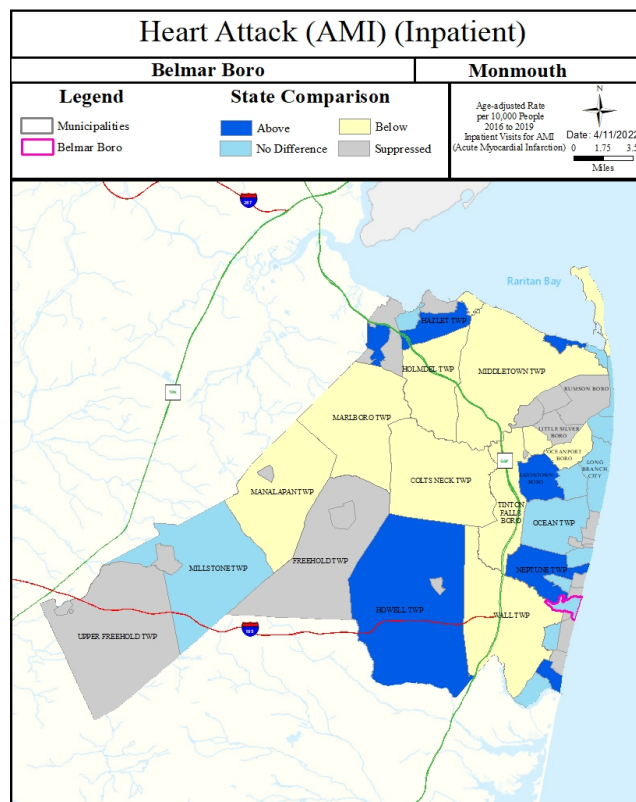 Heart Attack (AMI) (Inpatient)
Belmar Boro
Monmouth
Legend
Municipalities
Belmar Boro
State Comparison
Above
Below
No Difference
Suppressed
Age-adjusted Rate
per 10,000 People
2016 to 2019
Inpatient Visits for AMI
(Acute Myocardial Infarction)
N
Date: 4/11/2022
0 1.75 3.5
Miles
Raritan Bay
HAZLET TWP
HOLMDEL TWP
MIDDLETOWN TWP
RUMSON BORO
MARLBORO TWP
LITTLE SILVER
BORO
OCEANPORT
BORO
LONG
BRANCH
CITY
COLTS NECK TWP
MANALAPAN TWP
TINTON
FALLS
BORO
OCEAN TWP
FREEHOLD TWP
MILLSTONE TWP
NEPTUNE TWP
HOWELL TWP
WALL TWP
UPPER FREEHOLD TWP